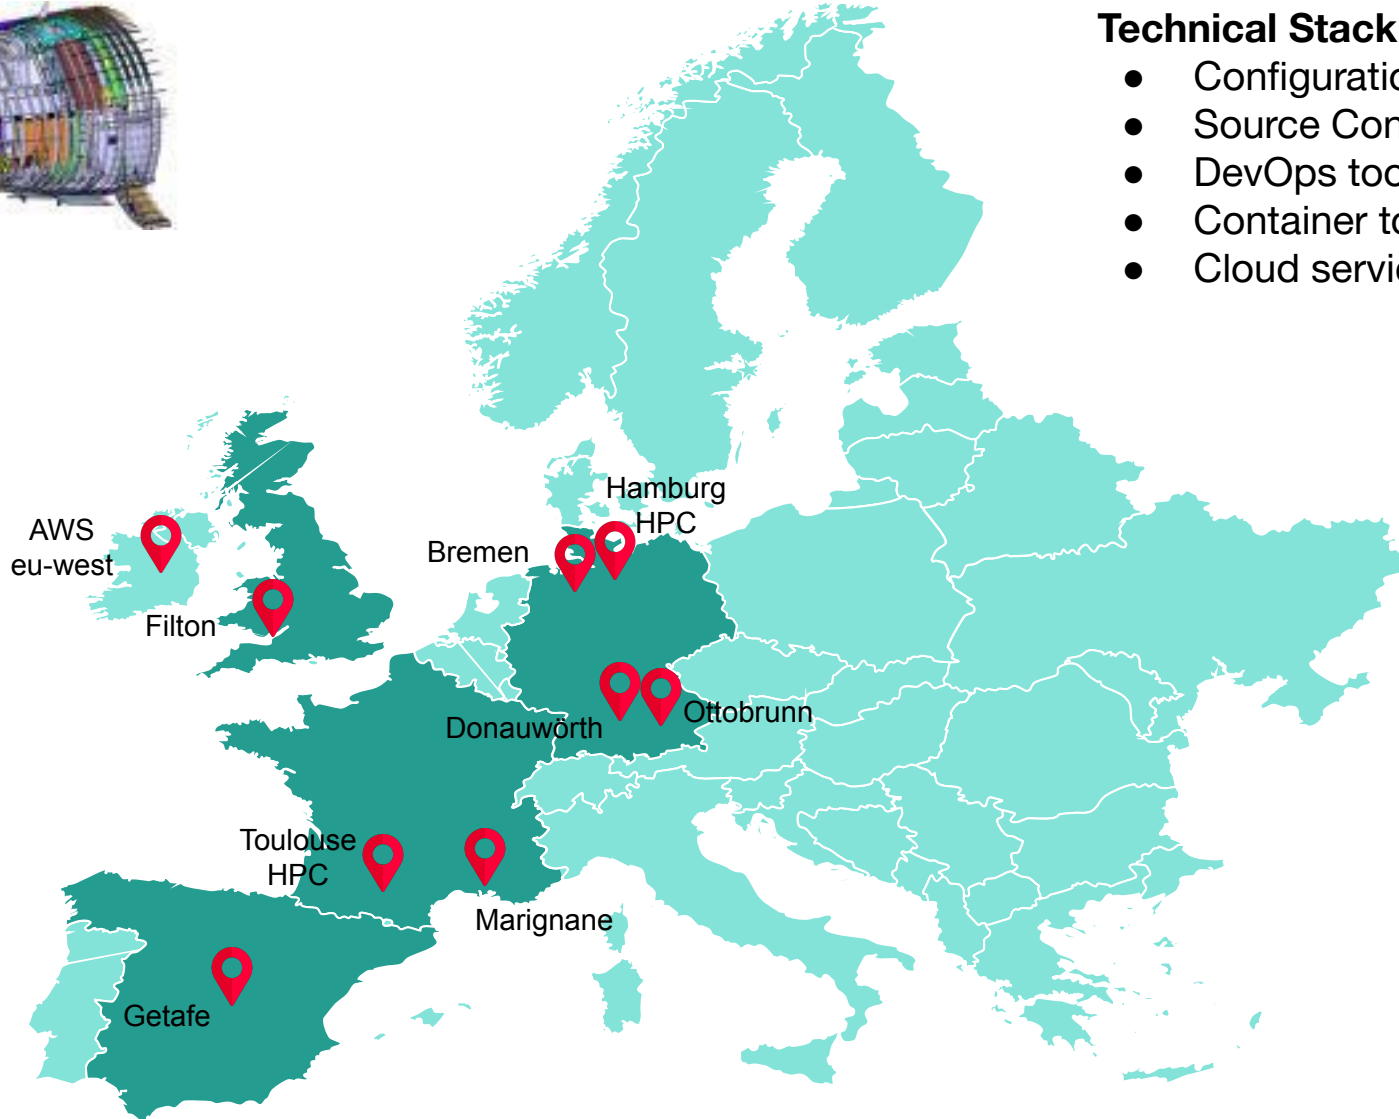 Technical Stack
● Configuratio
● Source Con
● DevOps too
● Container to
● Cloud servi
Hamburg
HPC
AWS
eu-west
Bremen
Filton
Donauwörth
Ottobrunn
Toulouse
HPC
Marignane
Getafe